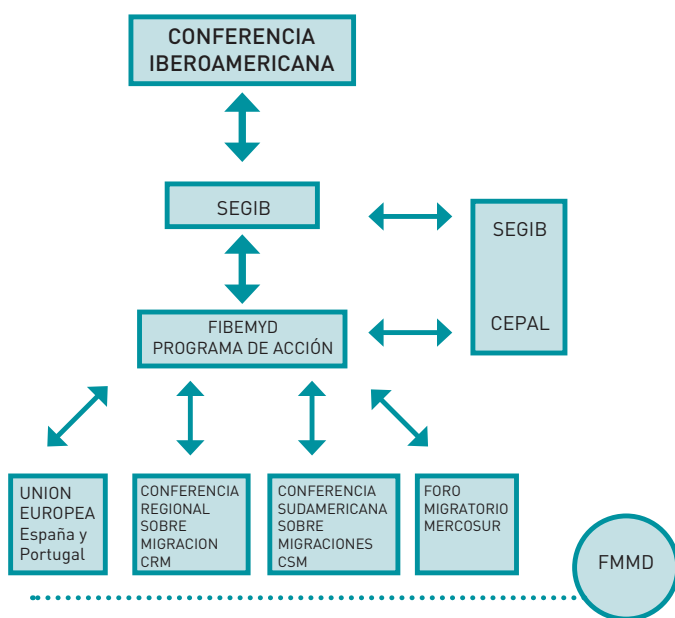 CONFERENCIA
IBEROAMERICANA
SEGIB
SEGIB
CEPAL
FIBEMYD
PROGRAMA DE ACCIÓN
UNION
EUROPEA
España y
Portugal
CONFERENCIA
REGIONAL
SOBRE
MIGRACION
CRM
CONFERENCIA
SUDAMERICANA
SOBRE
MIGRACIONES
CSM
FORO
MIGRATORIO
MERCOSUR
FMMD